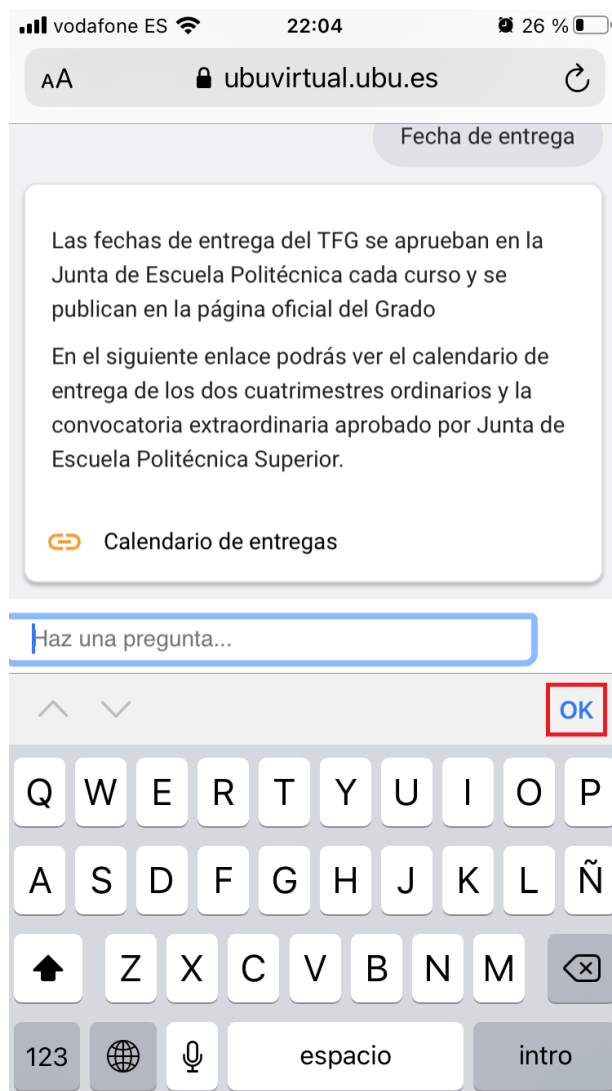 vodafone ES 22:04 26 %
AA ubuvirtual.ubu.es
Fecha de entrega
Las fechas de entrega del TFG se aprueban en la
Junta de Escuela Politécnica cada curso y se
publican en la página oficial del Grado
En el siguiente enlace podrás ver el calendario de
entrega de los dos cuatrimestres ordinarios y la
convocatoria extraordinaria aprobado por Junta de
Escuela Politécnica Superior.
Calendario de entregas
Haz una pregunta...
OK
Q W E R T Y U I O P
A S D F G H J K L Ñ
Z X C V B N M
123 espacio intro